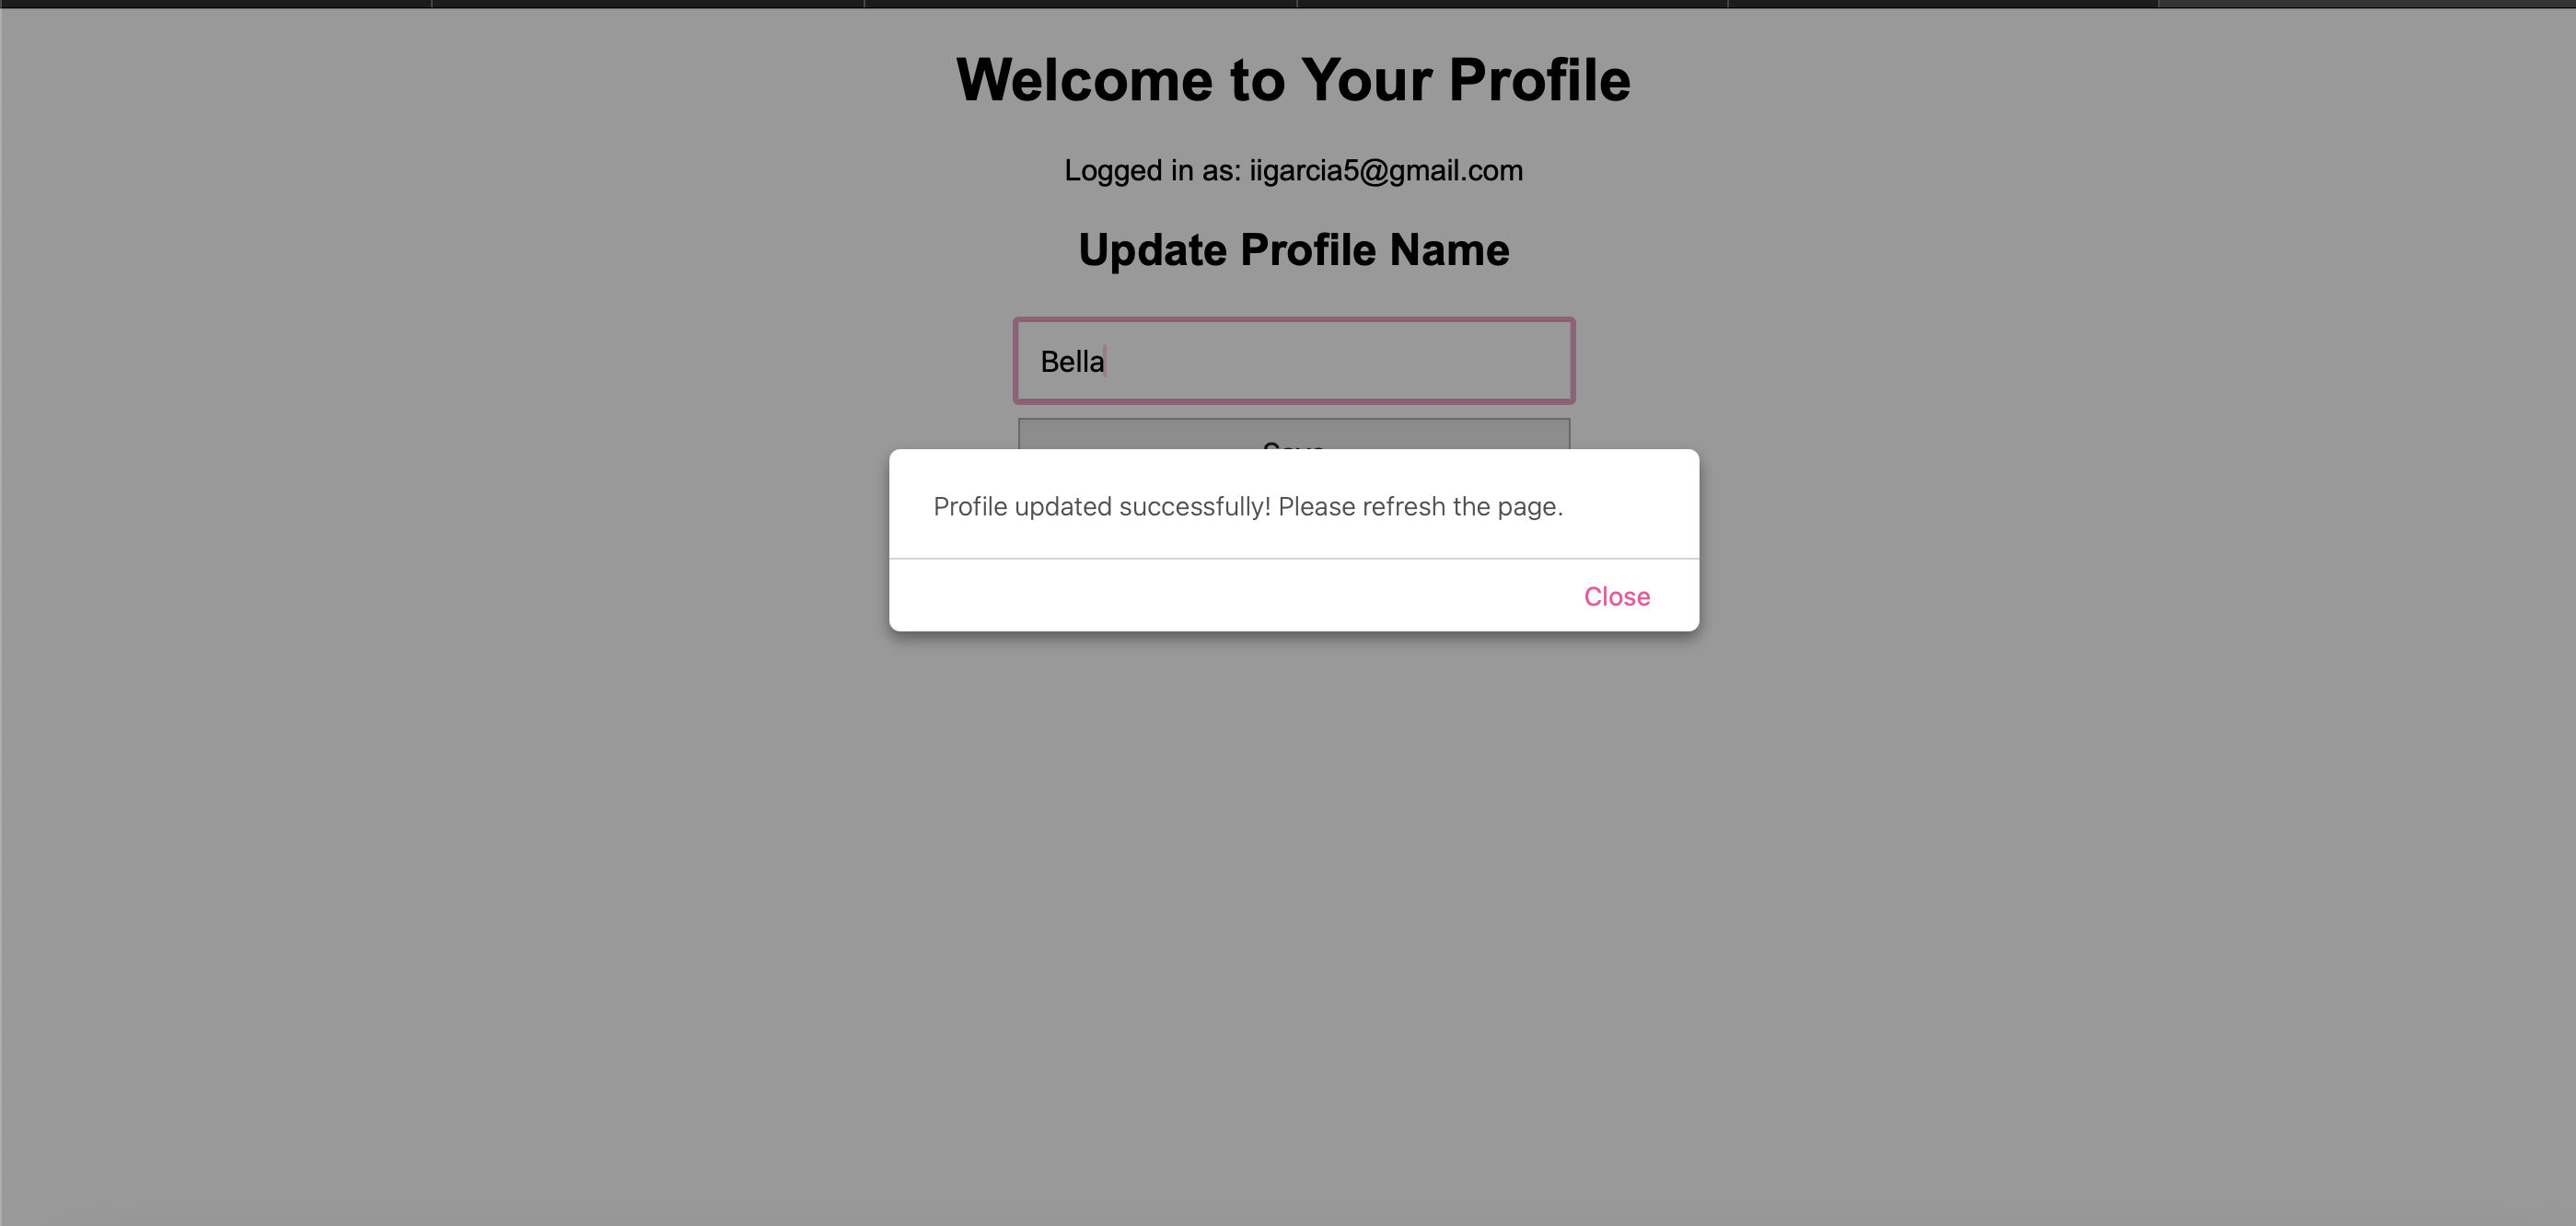 Welcome to Your Profile
Logged in as: iigarcia5@gmail.com
Update Profile Name
Bella
Save
Profile updated successfully! Please refresh the page.
Close